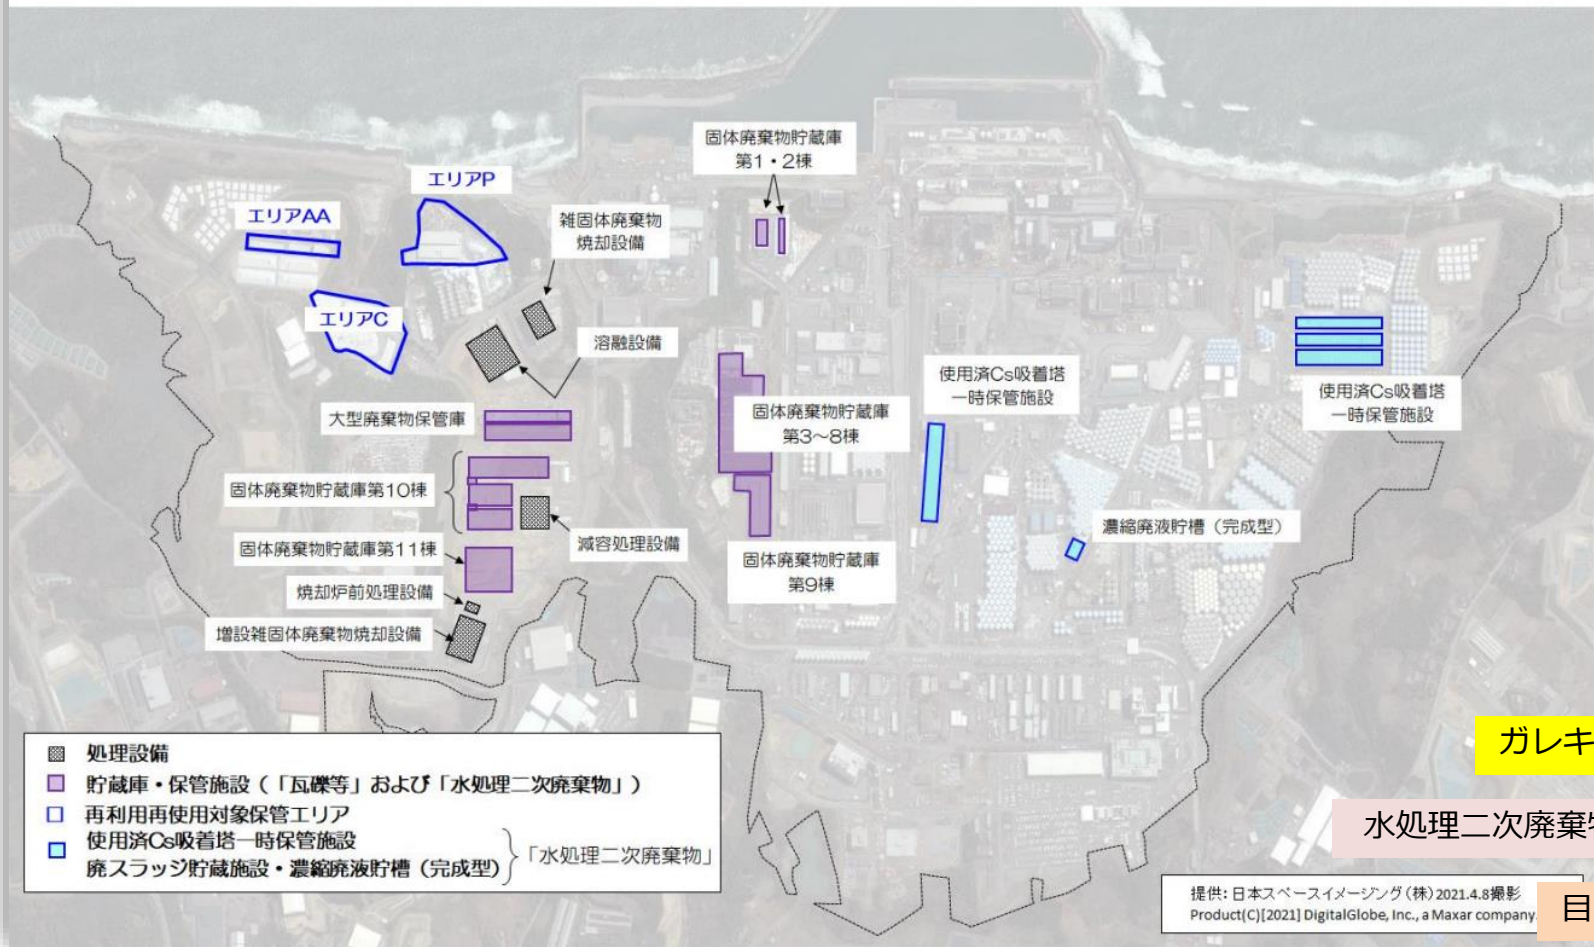 固体廃棄物貯蔵庫
第1・2棟
エリアP
エリアAA
雑固体廃棄物
焼却設備
エリアC
溶融設備
大型廃棄物保管庫
固体廃棄物貯蔵庫
第3～8棟
使用済Cs吸着塔
一時保管施設
使用済Cs吸着塔
一時保管施設
固体廃棄物貯蔵庫第10棟
減容処理設備
濃縮廃液貯槽（完成型）
固体廃棄物貯蔵庫第11棟
固体廃棄物貯蔵庫
第9棟
焼却炉前処理設備
増設雑固体廃棄物焼却設備
処理設備
貯蔵庫・保管施設（「瓦礫等」および「水処理二次廃棄物」）
再利用再使用対象保管エリア
使用済Cs吸着塔一時保管施設
廃スラッジ貯蔵施設・濃縮廃液貯槽（完成型）
「水処理二次廃棄物」
ガレキ
水処理二次廃棄物
提供：日本スペースイメージング（株）2021.4.8撮影
Product(C)[2021] DigitalGlobe, Inc., a Maxar company.
目